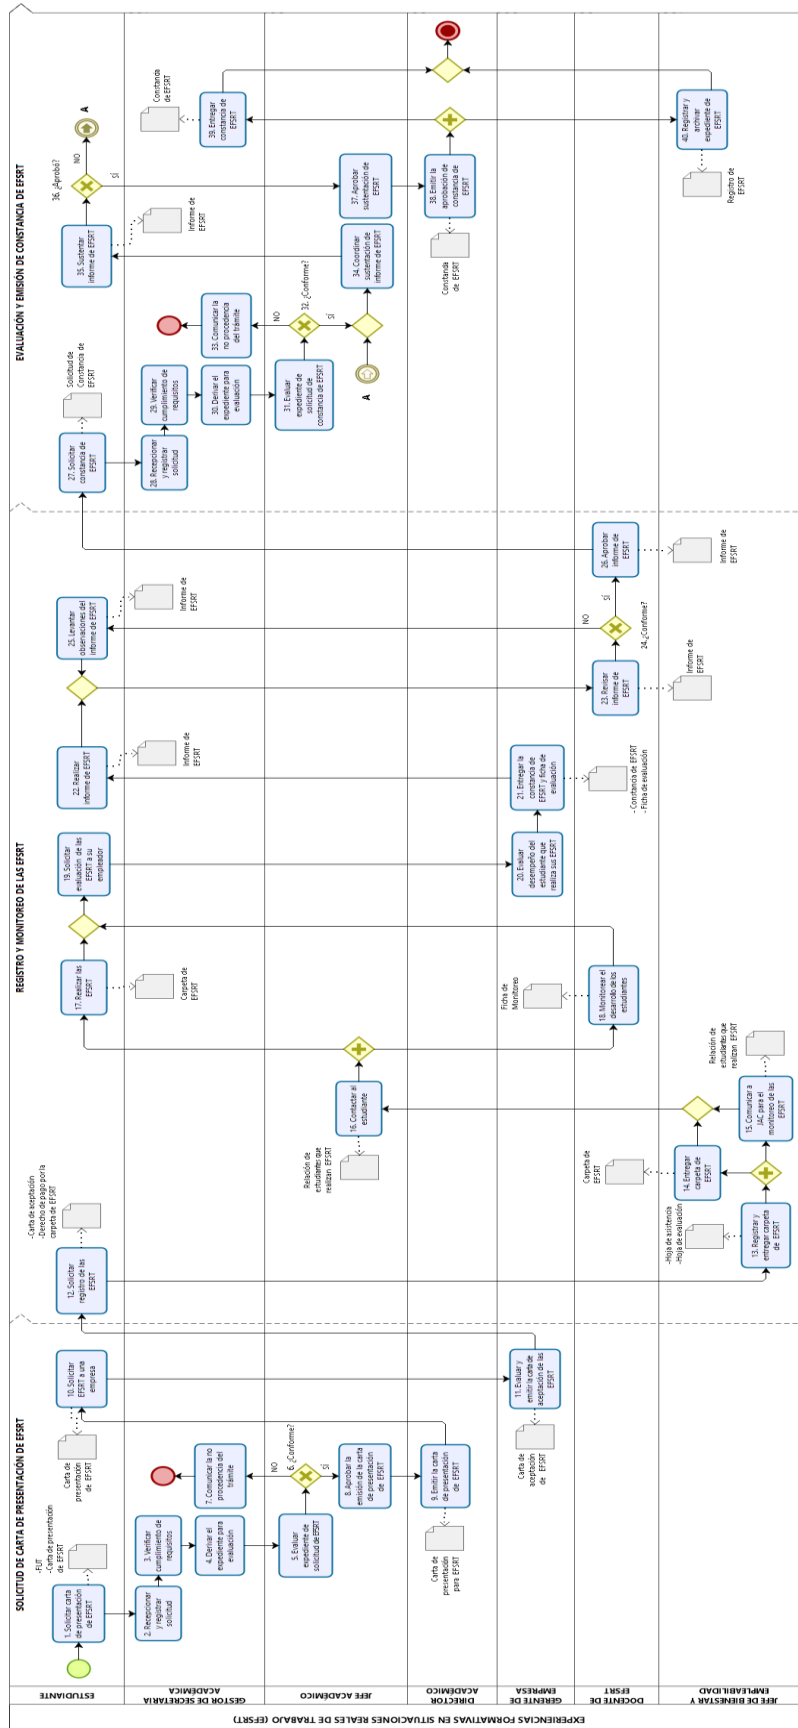 EXPERIENCIAS FORMATIVAS EN SITUACIONES REALES DE TRABAJO (EFSRT)
ESTUDIANTE
GESTOR DE SECRETARIA
ACADÉMICA
JEFE ACADÉMICO
DIRECTOR
ACADÉMICO
GERENTE DE
EMPRESA
DOCENTE DE
EFSRT
JEFE DE BIENESTAR Y
EMPLEABILIDAD
SOLICITUD DE CARTA DE PRESENTACIÓN DE EFSRT
1. Solicitar carta
de presentación
de EFSRT
-FUT
-Carta de presentación
de EFSRT
2. Recepcionar
y registrar
solicitud
3. Verificar
cumplimiento de
requisitos
4. Derivar el
expediente para
evaluación
5. Evaluar
expediente de
solicitud de EFSRT
6. ¿Conforme?
NO
SÍ
7. Comunicar la no
procedencia del
trámite
8. Aprobar la
emisión de la carta
de presentación
de EFSRT
9. Emitir la carta
de presentación
de EFSRT
Carta de
presentación
para EFSRT
10. Solicitar
EFSRT a una
empresa
Carta de
presentación
de EFSRT
11. Evaluar y
emitir la carta de
aceptación de las
EFSRT
Carta de
aceptación
de EFSRT
REGISTRO Y MONITOREO DE LAS EFSRT
12. Solicitar
registro de las
EFSRT
-Carta de aceptación
-Derecho de pago por la
carpeta de EFSRT
13. Registrar y
entregar carpeta
de EFSRT
-Hoja de asistencia
-Hoja de evaluación
14. Entregar
carpeta de
EFSRT
Carpeta de
EFSRT
15. Comunicar a
JAC para el
monitoreo de las
EFSRT
Relación de
estudiantes que
realizan EFSRT
16. Contactar al
estudiante
Relación de
estudiantes que
realizan EFSRT
17. Realizar las
EFSRT
Carpeta de
EFSRT
18. Monitorear el
desarrollo de los
estudiantes
Ficha de
Monitoreo
19. Solicitar
evaluación de las
EFSRT a su
empleador
20. Evaluar
desempeño del
estudiante que
realiza sus EFSRT
21. Entregar la
constancia de
EFSRT y ficha de
evaluación
- Constancia de EFSRT
- Ficha de evaluación
22. Realizar
informe de EFSRT
Informe de
EFSRT
23. Revisar
informe de
EFSRT
Informe de
EFSRT
24. ¿Conforme?
NO
SÍ
25. Levantar
observaciones del
informe de EFSRT
Informe de
EFSRT
26. Aprobar
informe de
EFSRT
Informe de
EFSRT
EVALUACIÓN Y EMISIÓN DE CONSTANCIA DE EFSRT
27. Solicitar
constancia de
EFSRT
Solicitud de
Constancia de
EFSRT
28. Recepcionar
y registrar
solicitud
29. Verificar
cumplimiento de
requisitos
30. Derivar el
expediente para
evaluación
31. Evaluar
expediente de
solicitud de
constancia de EFSRT
32. ¿Conforme?
NO
SÍ
33. Comunicar la
no procedencia
del trámite
A
34. Coordinar
sustentación de
informe de EFSRT
35. Sustentar
informe de EFSRT
Informe de
EFSRT
36. ¿Aprobó?
NO
SÍ
A
37. Aprobar
sustentación de
EFSRT
38. Emitir la
aprobación de
constancia de
EFSRT
Constancia
de EFSRT
39. Entregar
constancia de
EFSRT
Constancia
de EFSRT
40. Registrar y
archivar
expediente de
EFSRT
Registro de
EFSRT